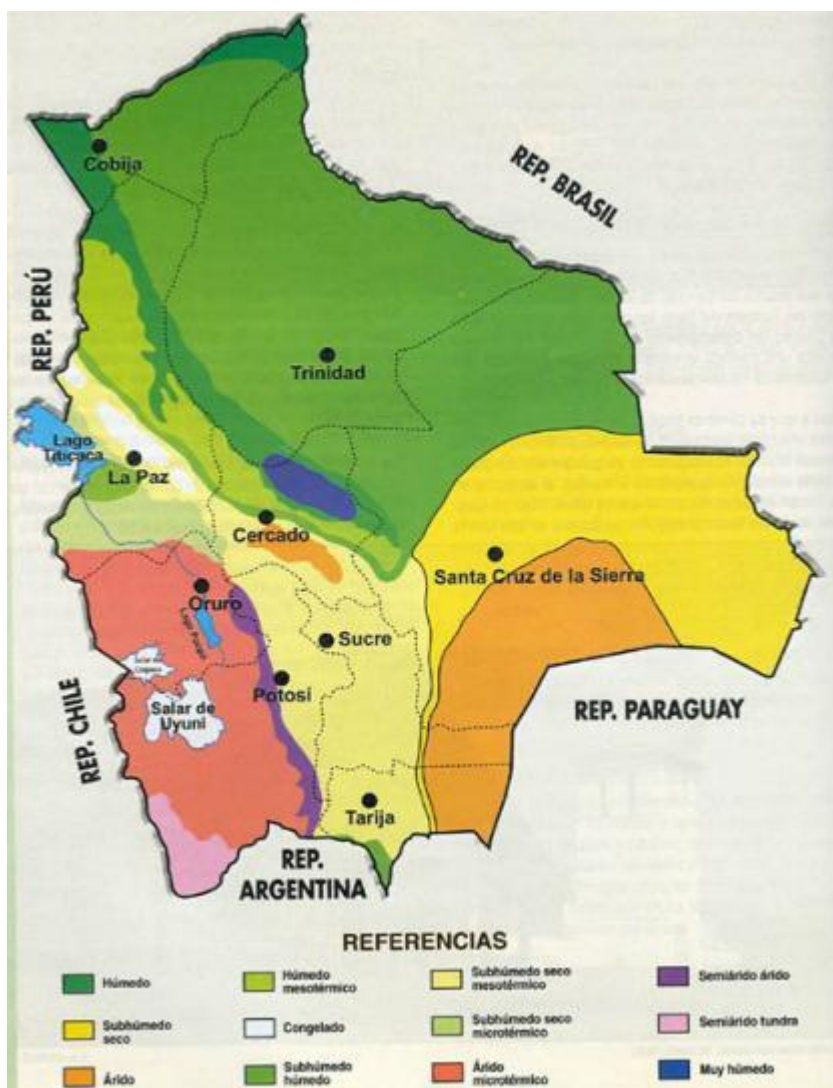 REP. BRASIL
Cobija
REP. PERÚ
Trinidad
Lago
Titicaca
La Paz
Cercado
Santa Cruz de la Sierra
Oruro
Lago Poopo
Sucre
Potosí
Salar de
Uyuni
REP. CHILE
REP. PARAGUAY
Tarija
REP.
ARGENTINA
REFERENCIAS
Húmedo
Húmedo
mesotérmico
Subhúmedo seco
mesotérmico
Semiárido árido
Subhúmedo
seco
Congelado
Subhúmedo seco
microtérmico
Semiárido tundra
Árido
Subhúmedo
húmedo
Árido
microtérmico
Muy húmedo